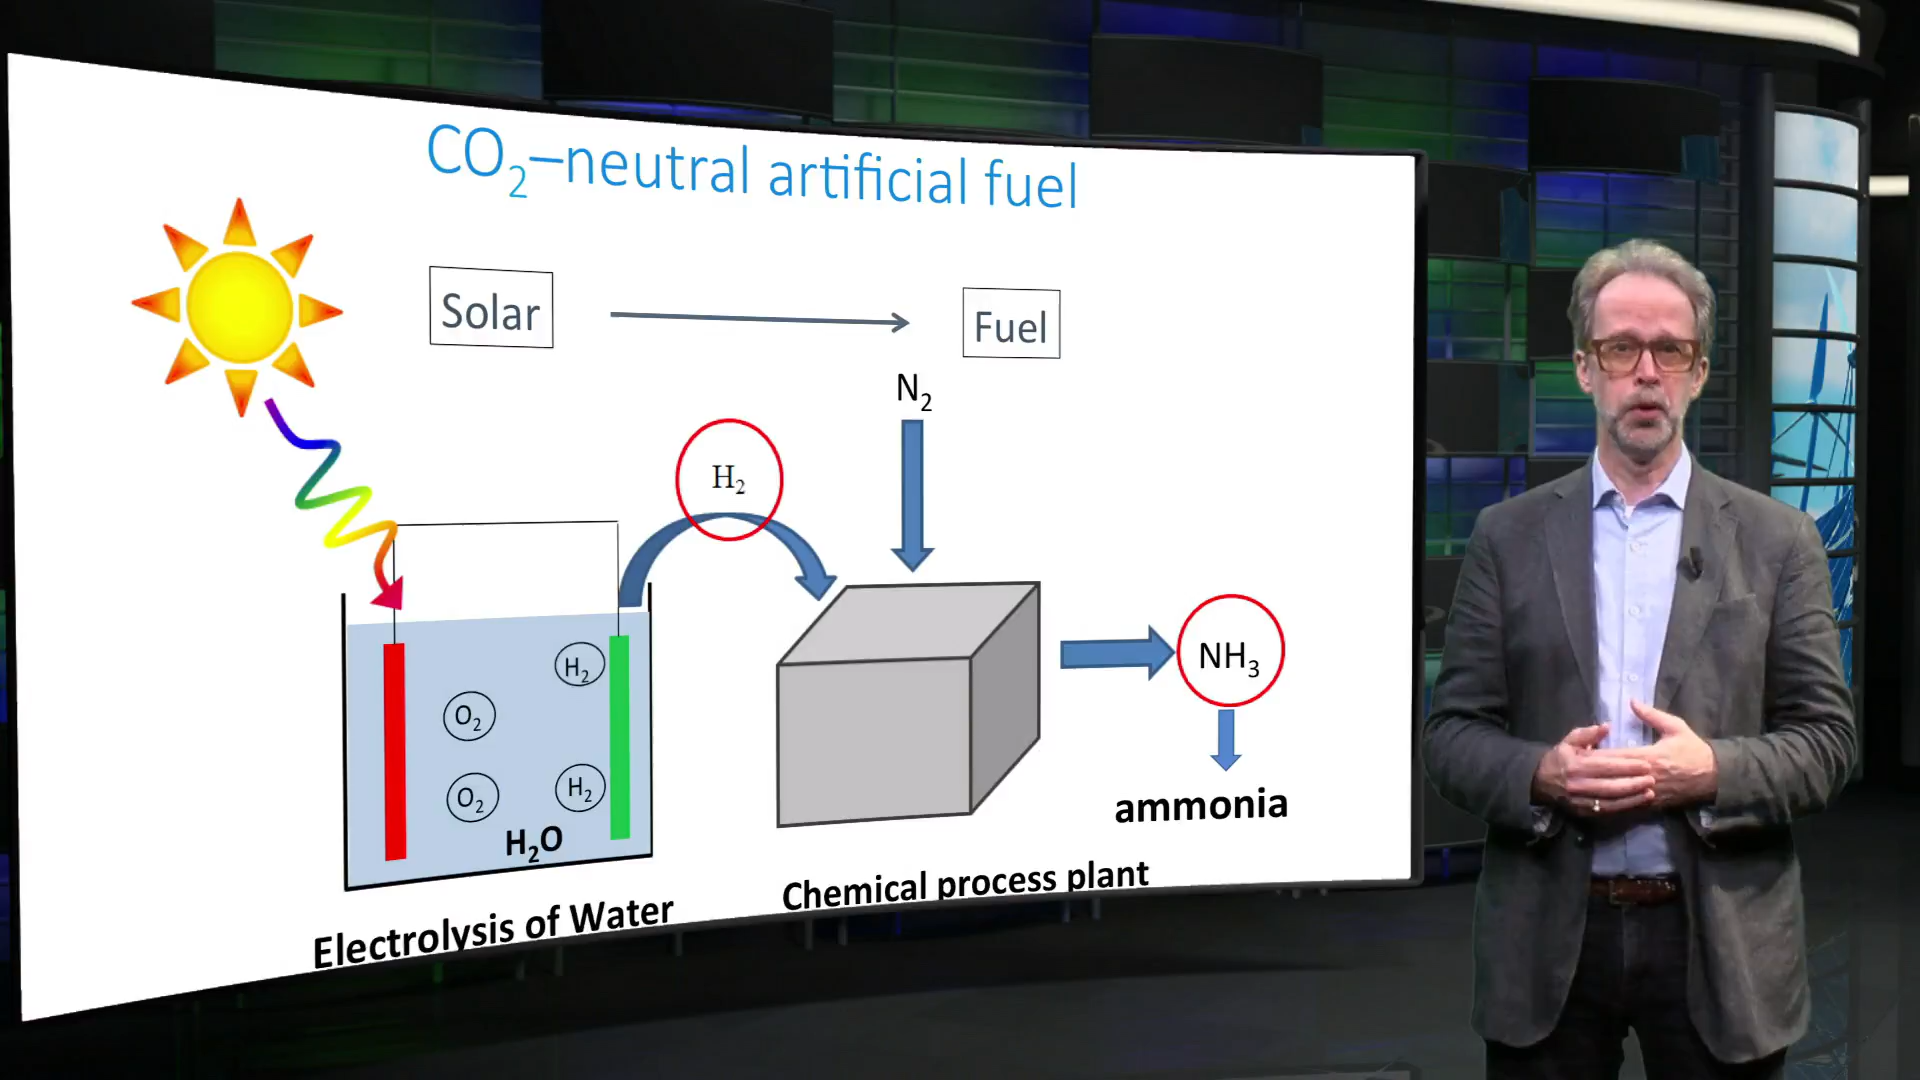 CO₂–neutral artificial fuel
Solar
Fuel
N₂
H₂
H₂
O₂
NH₃
O₂
H₂
H₂O
ammonia
Chemical process plant
Electrolysis of Water